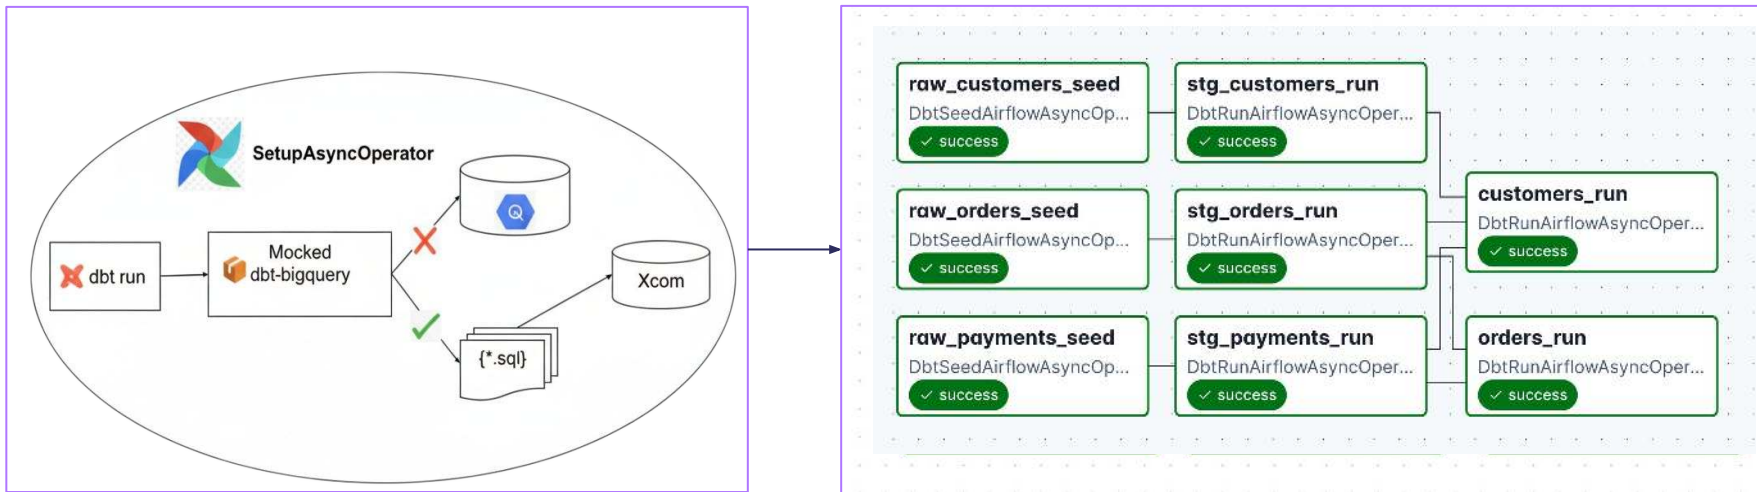 SetupAsyncOperator
dbt run
Mocked
dbt-bigquery
Xcom
{*.sql}
raw_customers_seed
DbtSeedAirflowAsyncOp...
success
stg_customers_run
DbtRunAirflowAsyncOper...
success
raw_orders_seed
DbtSeedAirflowAsyncOp...
success
stg_orders_run
DbtRunAirflowAsyncOper...
success
customers_run
DbtRunAirflowAsyncOper...
success
raw_payments_seed
DbtSeedAirflowAsyncOp...
success
stg_payments_run
DbtRunAirflowAsyncOper...
success
orders_run
DbtRunAirflowAsyncOper...
success